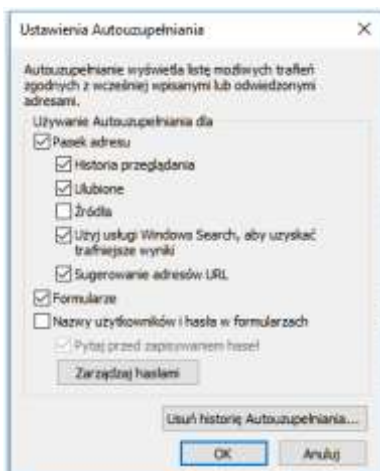 Ustawienia Autouzupełniania
Autouzupełnianie wyświetla listę możliwych trafień
zgodnych z wcześniej wpisanymi lub odwiedzonymi
adresami.
Używanie Autouzupełniania dla
Pasek adresu
Historia przeglądania
Ulubione
Źródła
Użyj usługi Windows Search, aby uzyskać
trafniejsze wyniki
Sugerowanie adresów URL
Formularze
Nazwy użytkowników i hasła w formularzach
Pytaj przed zapisywaniem haseł
Zarządzaj hasłami
Usuń historię Autouzupełniania...
OK Anuluj